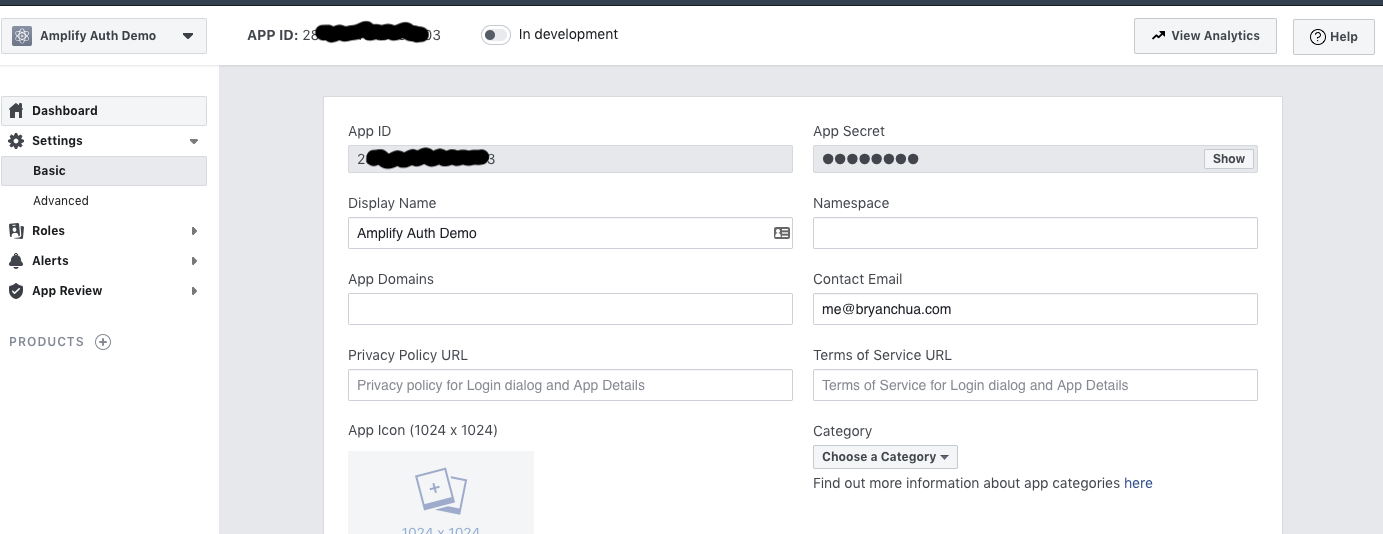 Amplify Auth Demo
APP ID: 28 03
In development
View Analytics
Help
Dashboard
Settings
Basic
Advanced
Roles
Alerts
App Review
PRODUCTS
App ID
2 3
App Secret
●●●●●●●●
Show
Display Name
Amplify Auth Demo
Namespace
App Domains
Contact Email
me@bryanchua.com
Privacy Policy URL
Privacy policy for Login dialog and App Details
Terms of Service URL
Terms of Service for Login dialog and App Details
App Icon (1024 x 1024)
1024 x 1024
Category
Choose a Category
Find out more information about app categories here